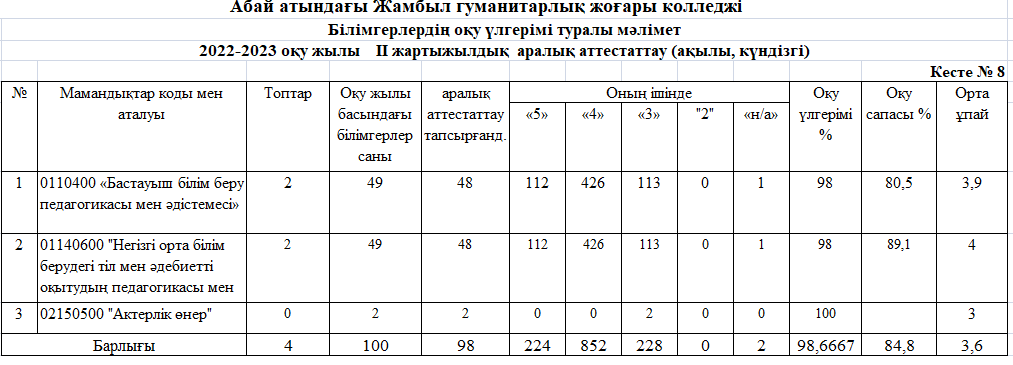 Абай атындағы Жамбыл гуманитарлық жоғары колледжі
Білімгерлердің оқу үлгерімі туралы мәлімет
2022-2023 оқу жылы II жартыжылдық аралық аттестаттау (ақылы, күндізгі)
Кесте № 8
№ Мамандықтар коды мен аталуы Топтар Оқу жылы басындағы білімгерлер саны аралық аттестаттау тапсырғанд. Оның ішінде Оқу үлгерімі % Оқу сапасы % Орта ұпай
«5» «4» «3» "2" «н/а»
1 0110400 «Бастауыш білім беру педагогикасы мен әдістемесі» 2 49 48 112 426 113 0 1 98 80,5 3,9
2 01140600 "Негізгі орта білім берудегі тіл мен әдебиетті оқытудың педагогикасы мен 2 49 48 112 426 113 0 1 98 89,1 4
3 02150500 "Актерлік өнер" 0 2 2 0 0 2 0 0 100 3
Барлығы 4 100 98 224 852 228 0 2 98,6667 84,8 3,6